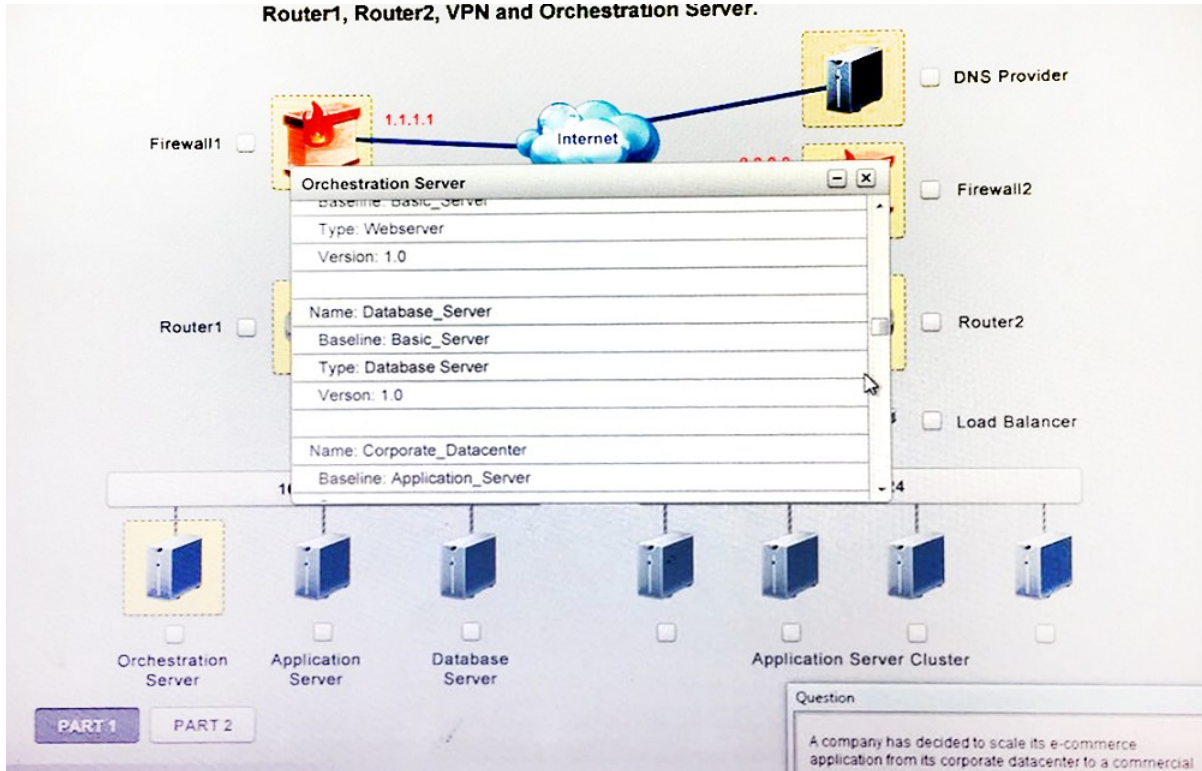 Router1, Router2, VPN and Orchestration Server.
DNS Provider
1.1.1.1
Internet
Firewall1
Orchestration Server
Firewall2
Baseline: Basic_Server
Type: Webserver
Version: 1.0
Name: Database_Server
Router1
Router2
Baseline: Basic_Server
Type: Database Server
Verson: 1.0
Load Balancer
Name: Corporate_Datacenter
Baseline: Application_Server
Orchestration
Server
Application
Server
Database
Server
Application Server Cluster
PART 1
PART 2
Question
A company has decided to scale its e-commerce
application from its corporate datacenter to a commercial